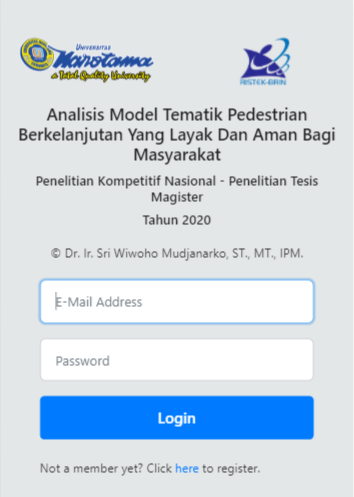 UNIVERSITAS
Narotama
a Total Quality University
RISTEK-BRIN
Analisis Model Tematik Pedestrian
Berkelanjutan Yang Layak Dan Aman Bagi
Masyarakat
Penelitian Kompetitif Nasional - Penelitian Tesis
Magister
Tahun 2020
© Dr. Ir. Sri Wiwoho Mudjanarko, ST., MT., IPM.
E-Mail Address
Password
Login
Not a member yet? Click here to register.